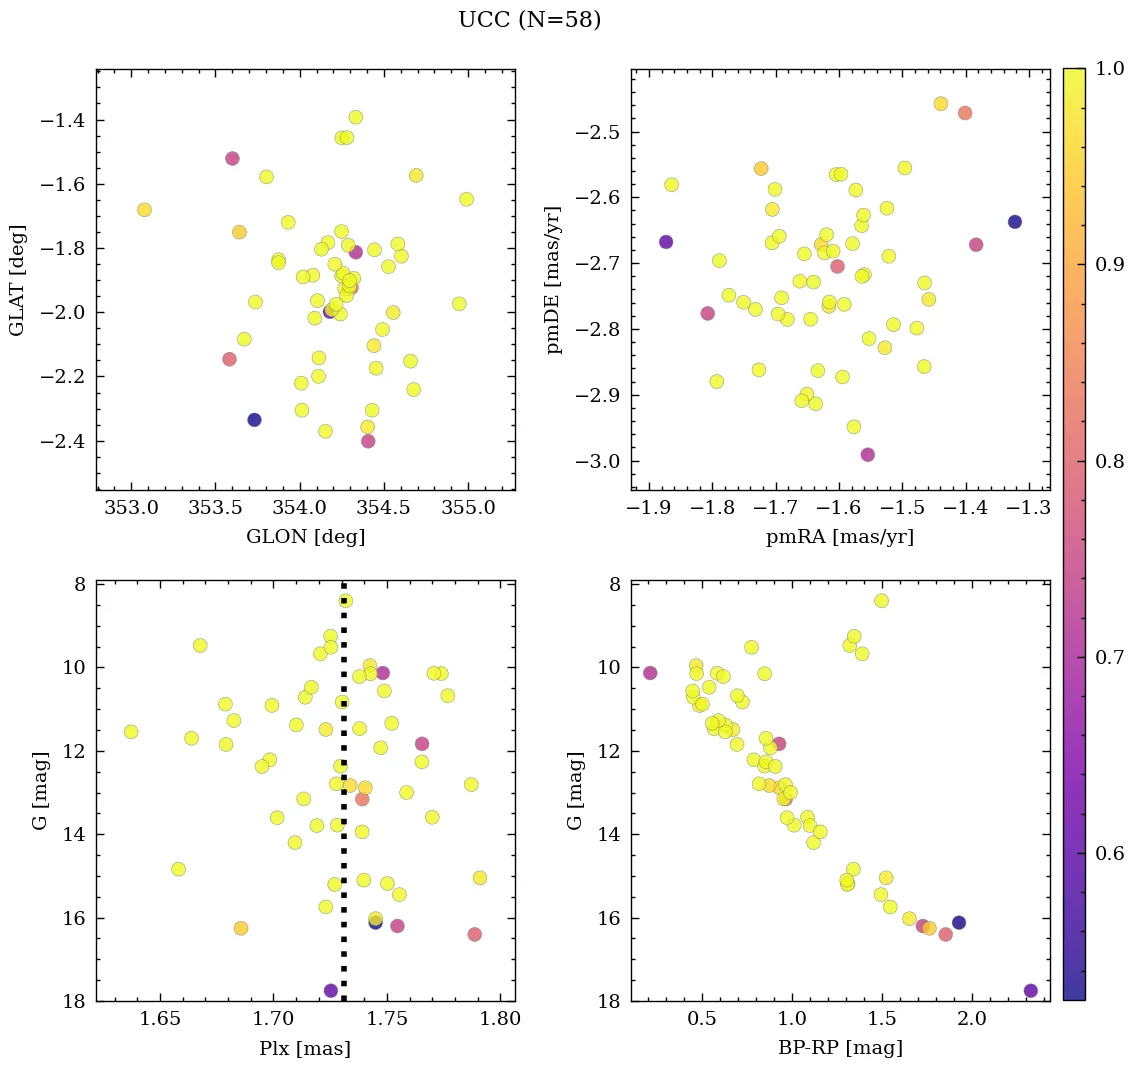 UCC (N=58)
−1.4
−1.6
−1.8
−2.0
−2.2
−2.4
GLAT [deg]
353.0 353.5 354.0 354.5 355.0
GLON [deg]
−2.5
−2.6
−2.7
−2.8
−2.9
−3.0
pmDE [mas/yr]
−1.9 −1.8 −1.7 −1.6 −1.5 −1.4 −1.3
pmRA [mas/yr]
8
10
12
14
16
18
G [mag]
1.65 1.70 1.75 1.80
Plx [mas]
8
10
12
14
16
18
G [mag]
0.5 1.0 1.5 2.0
BP-RP [mag]
1.0
0.9
0.8
0.7
0.6